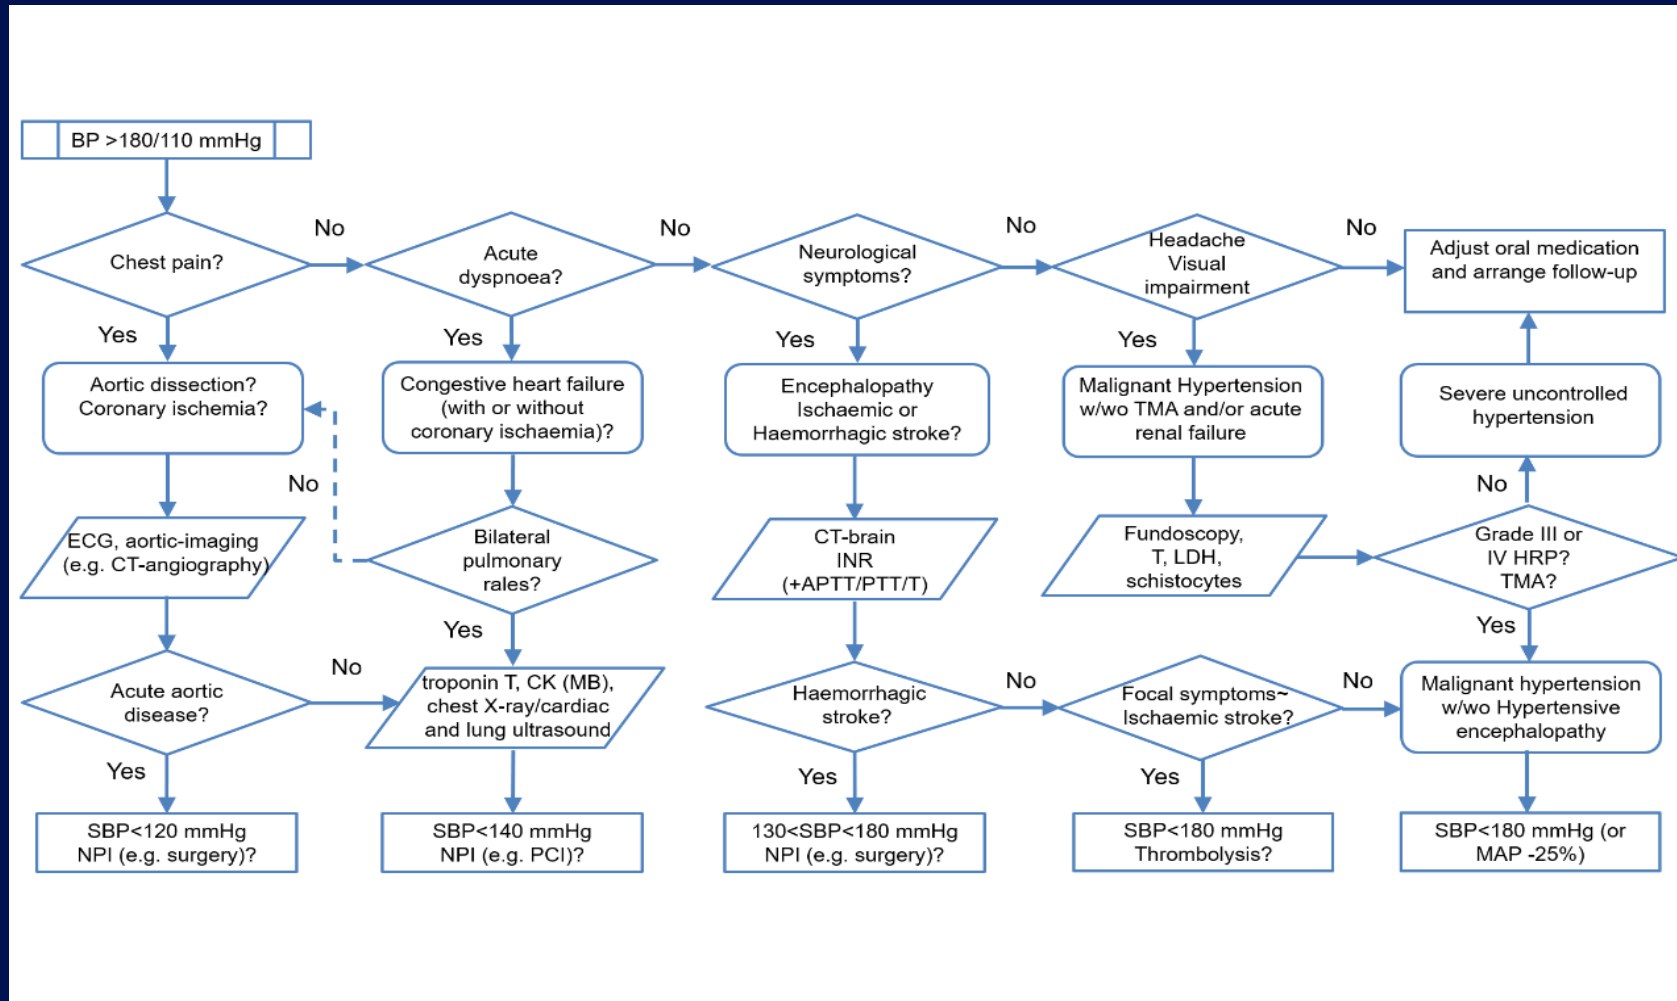 BP >180/110 mmHg
Chest pain?
No
Acute
dyspnoea?
No
Neurological
symptoms?
No
Headache
Visual
impairment
No
Adjust oral medication
and arrange follow-up
Yes
Yes
Yes
Yes
Aortic dissection?
Coronary ischemia?
Congestive heart failure
(with or without
coronary ischaemia)?
Encephalopathy
Ischaemic or
Haemorrhagic stroke?
Malignant Hypertension
w/wo TMA and/or acute
renal failure
Severe uncontrolled
hypertension
No
No
ECG, aortic-imaging
(e.g. CT-angiography)
Bilateral
pulmonary
rales?
CT-brain
INR
(+APTT/PTT/T)
Fundoscopy,
T, LDH,
schistocytes
Grade III or
IV HRP?
TMA?
Yes
Yes
Acute aortic
disease?
No
troponin T, CK (MB),
chest X-ray/cardiac
and lung ultrasound
Haemorrhagic
stroke?
No
Focal symptoms~
Ischaemic stroke?
No
Malignant hypertension
w/wo Hypertensive
encephalopathy
Yes
Yes
Yes
SBP<120 mmHg
NPI (e.g. surgery)?
SBP<140 mmHg
NPI (e.g. PCI)?
130<SBP<180 mmHg
NPI (e.g. surgery)?
SBP<180 mmHg
Thrombolysis?
SBP<180 mmHg (or
MAP -25%)